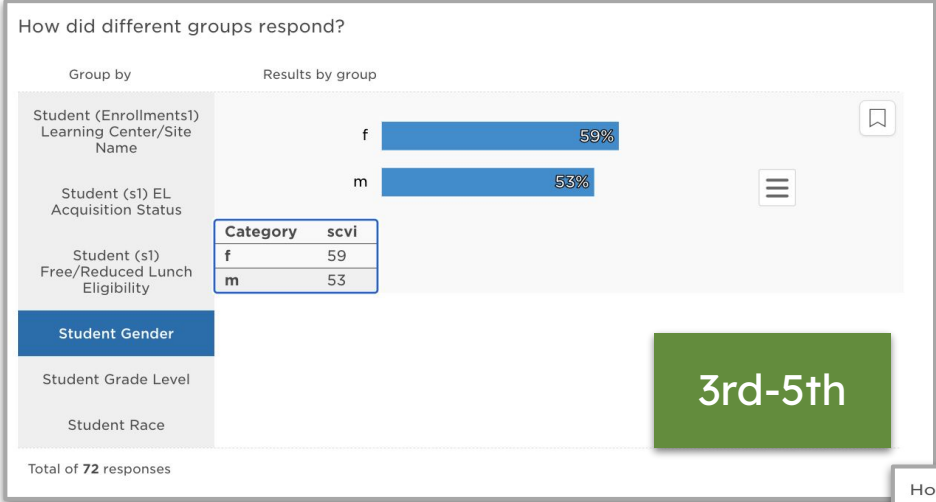 How did different groups respond?
Group by
Results by group
Student (Enrollments1)
Learning Center/Site
Name
Student (s1) EL
Acquisition Status
Student (s1)
Free/Reduced Lunch
Eligibility
Student Gender
Student Grade Level
Student Race
f 59%
m 53%
Category scvi
f 59
m 53
3rd-5th
Total of 72 responses
Ho